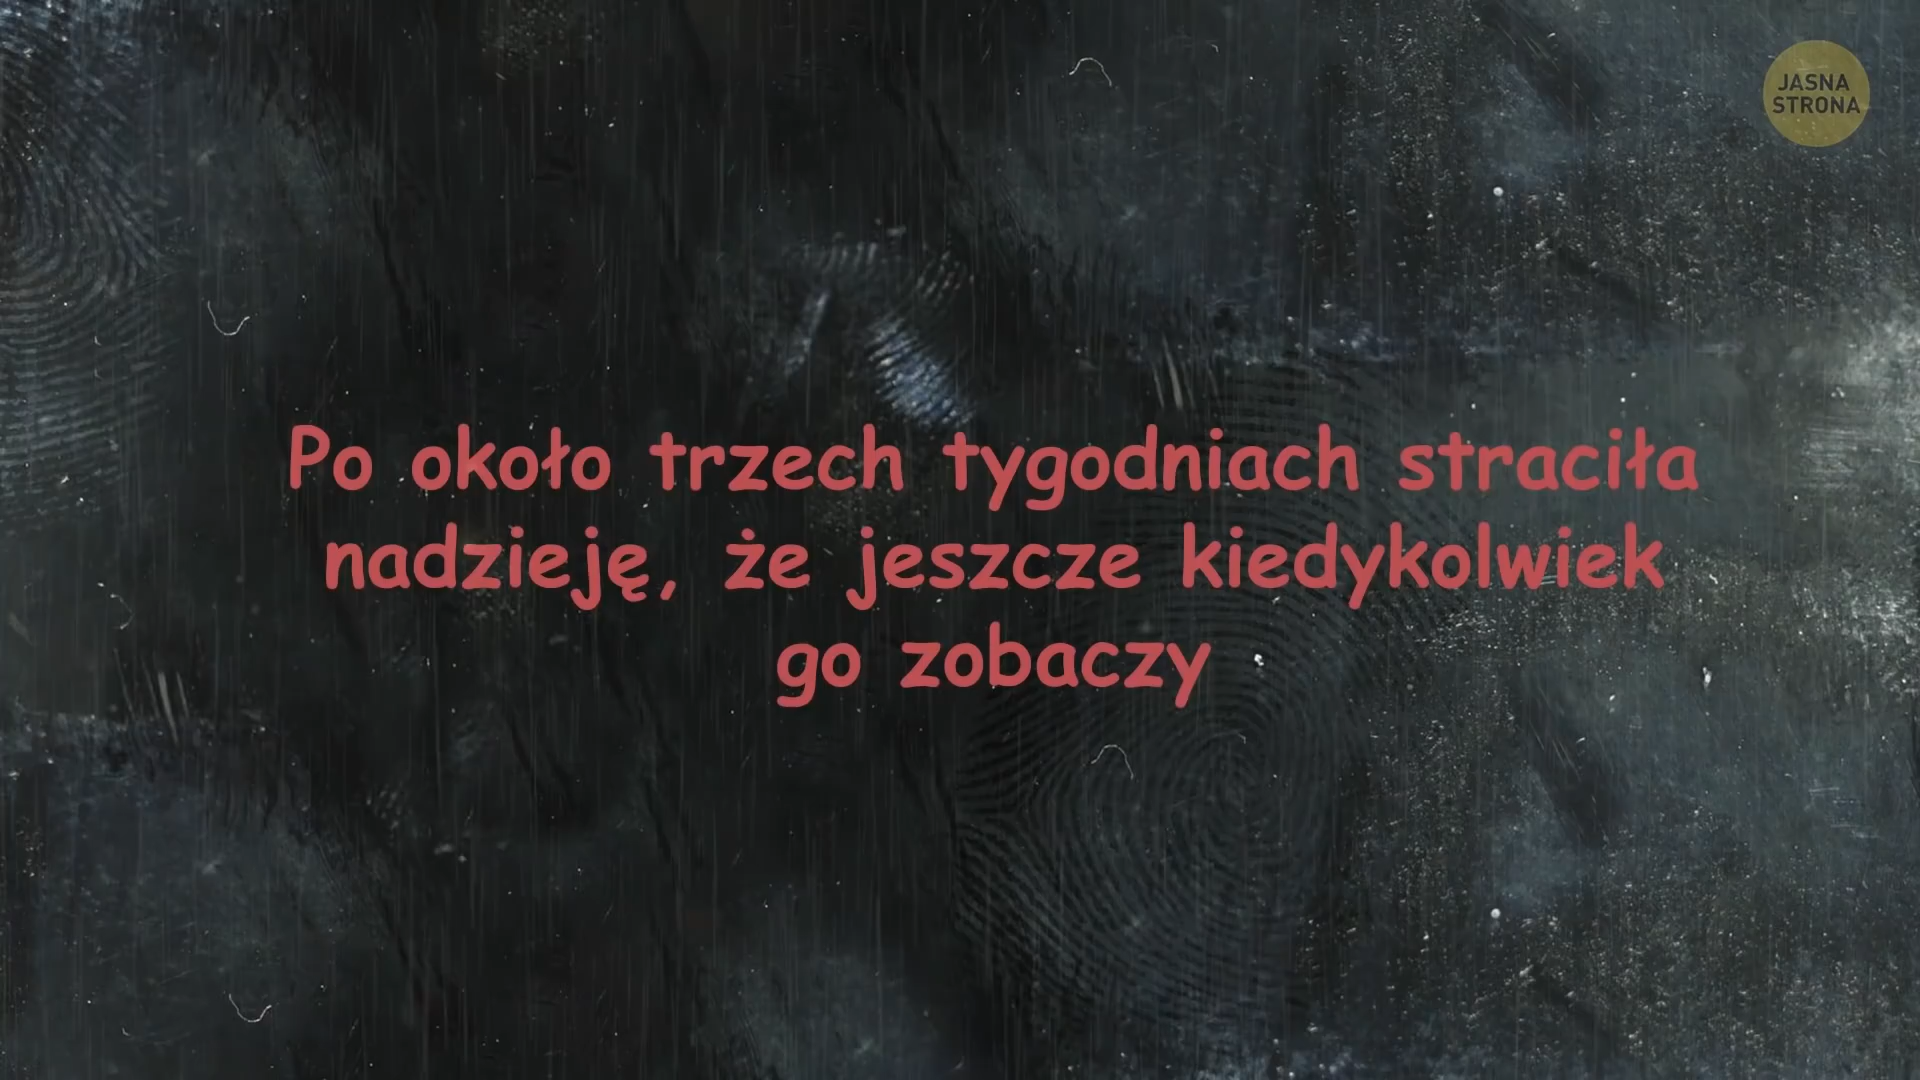 JASNA
STRONA
Po około trzech tygodniach straciła
nadzieję, że jeszcze kiedykolwiek
go zobaczy